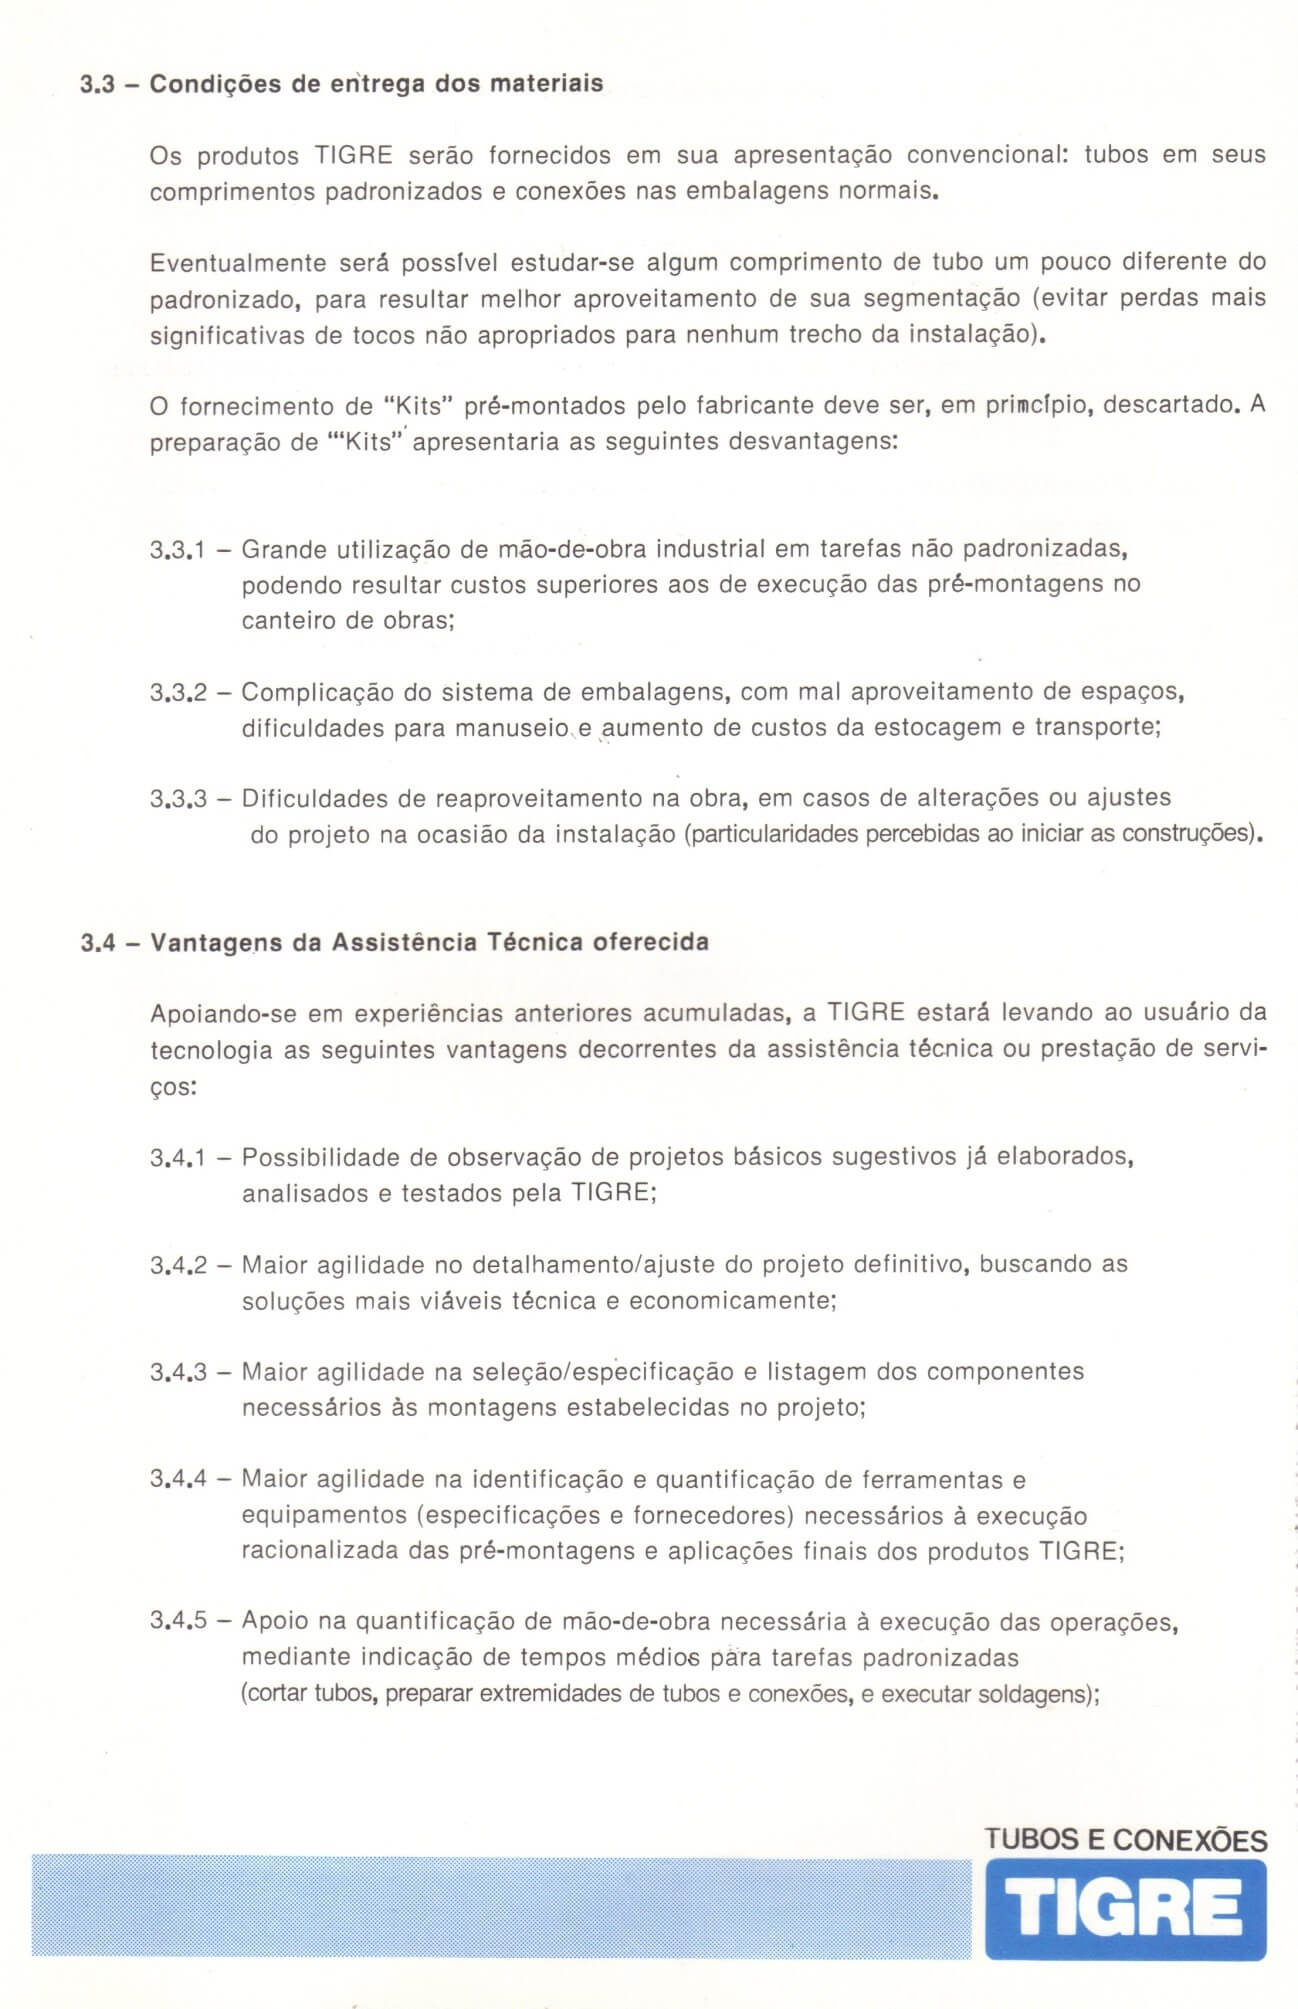 3.3 – Condições de entrega dos materiais
Os produtos TIGRE serão fornecidos em sua apresentação convencional: tubos em seus
comprimentos padronizados e conexões nas embalagens normais.
Eventualmente será possível estudar-se algum comprimento de tubo um pouco diferente do
padronizado, para resultar melhor aproveitamento de sua segmentação (evitar perdas mais
significativas de tocos não apropriados para nenhum trecho da instalação).
O fornecimento de “Kits” pré-montados pelo fabricante deve ser, em princípio, descartado. A
preparação de “‘Kits” apresentaria as seguintes desvantagens:
3.3.1 – Grande utilização de mão-de-obra industrial em tarefas não padronizadas,
podendo resultar custos superiores aos de execução das pré-montagens no
canteiro de obras;
3.3.2 – Complicação do sistema de embalagens, com mal aproveitamento de espaços,
dificuldades para manuseio e aumento de custos da estocagem e transporte;
3.3.3 – Dificuldades de reaproveitamento na obra, em casos de alterações ou ajustes
do projeto na ocasião da instalação (particularidades percebidas ao iniciar as construções).
3.4 – Vantagens da Assistência Técnica oferecida
Apoiando-se em experiências anteriores acumuladas, a TIGRE estará levando ao usuário da
tecnologia as seguintes vantagens decorrentes da assistência técnica ou prestação de servi-
ços:
3.4.1 – Possibilidade de observação de projetos básicos sugestivos já elaborados,
analisados e testados pela TIGRE;
3.4.2 – Maior agilidade no detalhamento/ajuste do projeto definitivo, buscando as
soluções mais viáveis técnica e economicamente;
3.4.3 – Maior agilidade na seleção/especificação e listagem dos componentes
necessários às montagens estabelecidas no projeto;
3.4.4 – Maior agilidade na identificação e quantificação de ferramentas e
equipamentos (especificações e fornecedores) necessários à execução
racionalizada das pré-montagens e aplicações finais dos produtos TIGRE;
3.4.5 – Apoio na quantificação de mão-de-obra necessária à execução das operações,
mediante indicação de tempos médios para tarefas padronizadas
(cortar tubos, preparar extremidades de tubos e conexões, e executar soldagens);
TUBOS E CONEXÕES
TIGRE